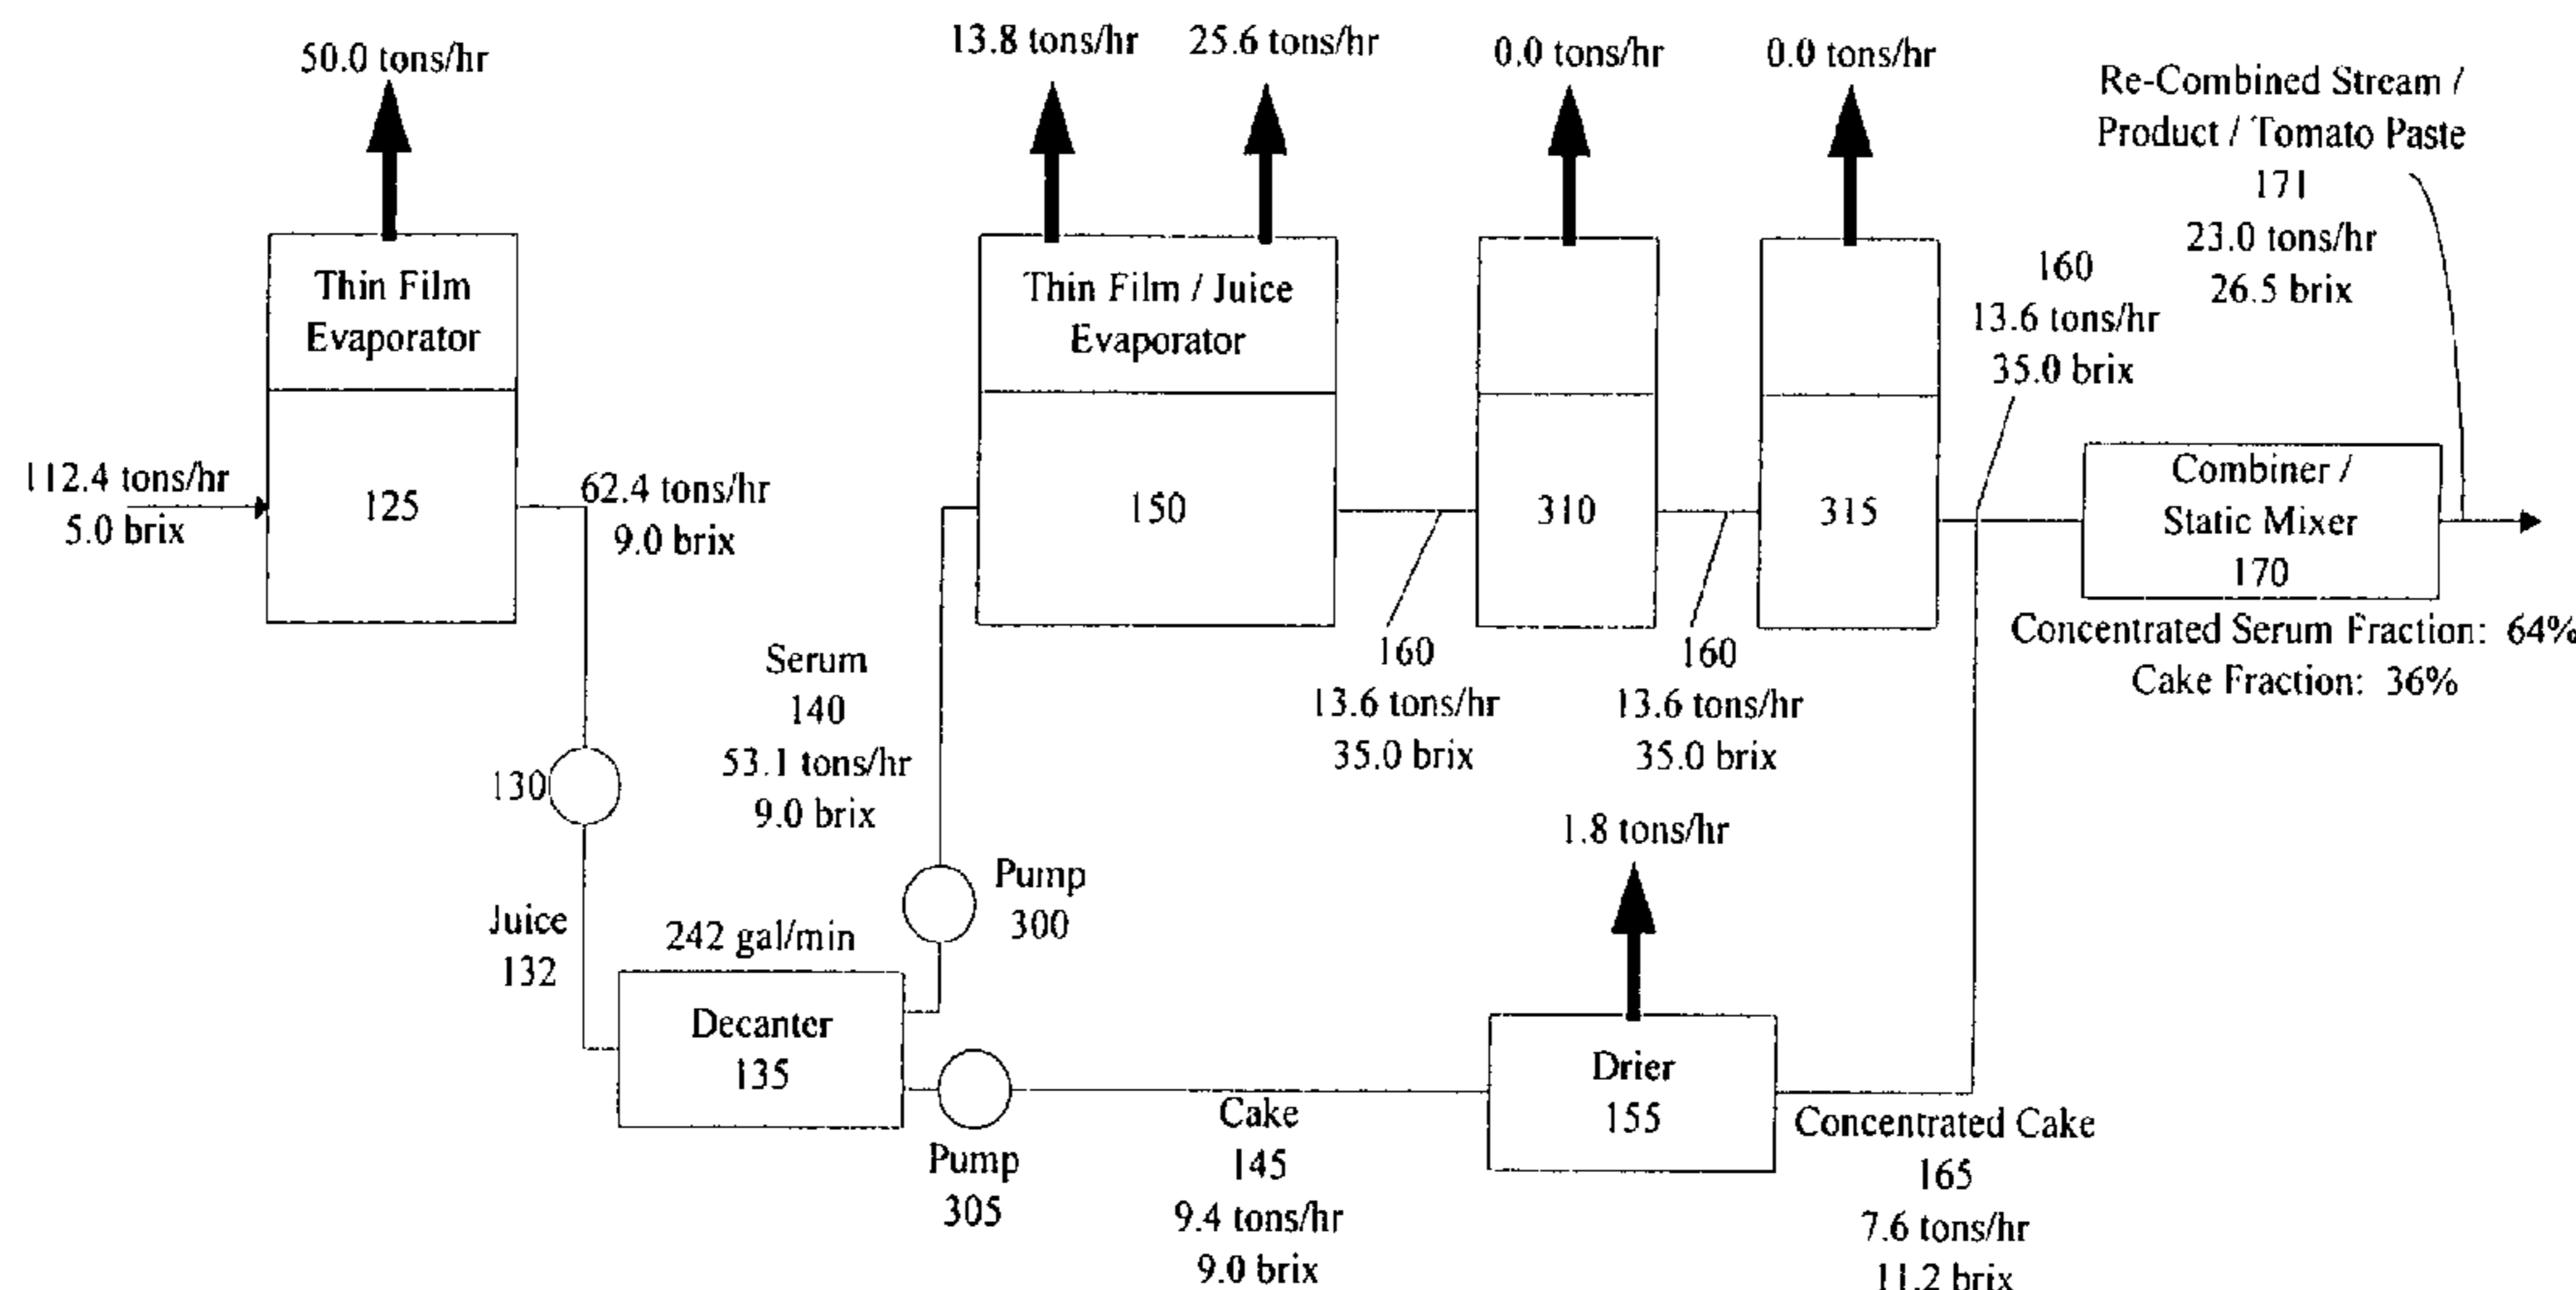 50.0 tons/hr
13.8 tons/hr
25.6 tons/hr
0.0 tons/hr
0.0 tons/hr
Re-Combined Stream /
Product / Tomato Paste
171
23.0 tons/hr
26.5 brix
Thin Film
Evaporator
125
112.4 tons/hr
5.0 brix
62.4 tons/hr
9.0 brix
Thin Film / Juice
Evaporator
150
310
315
160
13.6 tons/hr
35.0 brix
Combiner /
Static Mixer
170
Concentrated Serum Fraction: 64%
Cake Fraction: 36%
160
13.6 tons/hr
35.0 brix
160
13.6 tons/hr
35.0 brix
Serum
140
53.1 tons/hr
9.0 brix
130
Juice
132
242 gal/min
Decanter
135
Pump
300
Pump
305
Cake
145
9.4 tons/hr
9.0 brix
1.8 tons/hr
Drier
155
Concentrated Cake
165
7.6 tons/hr
11.2 brix